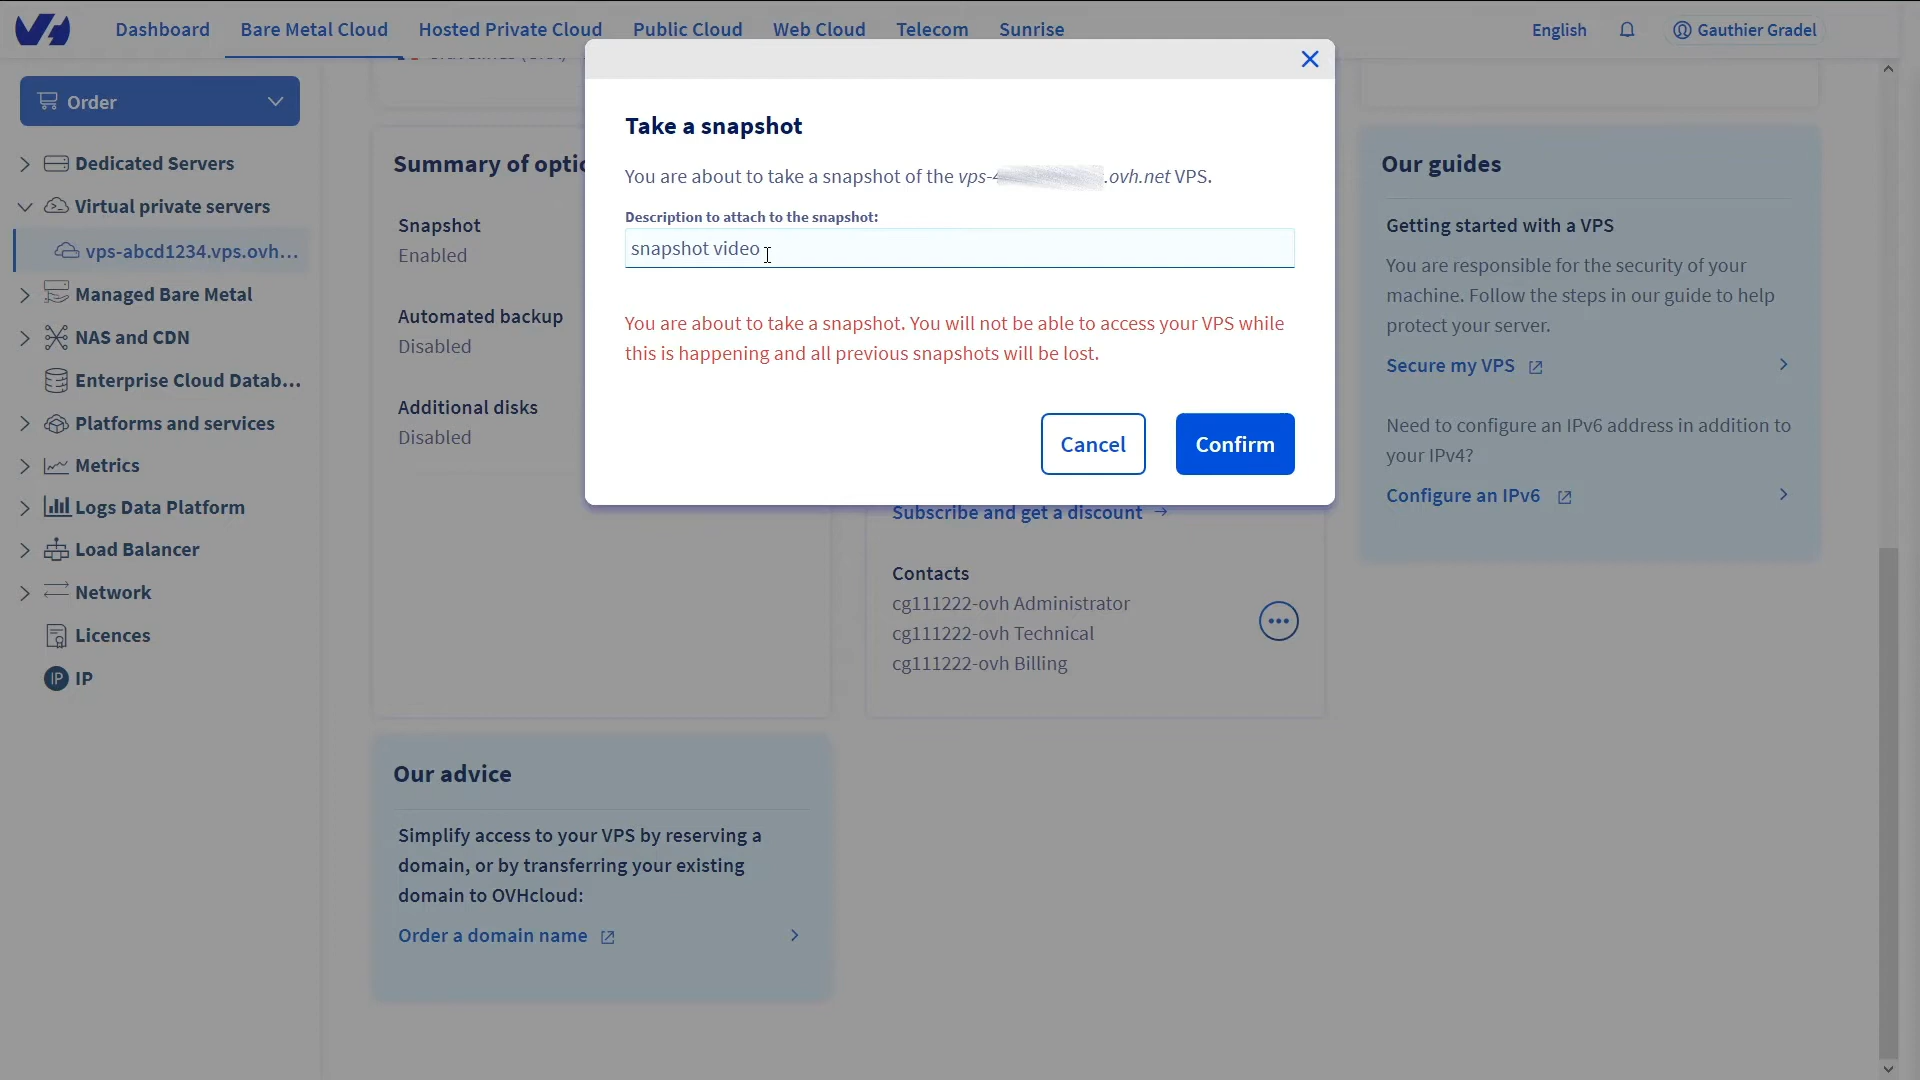 Dashboard
Bare Metal Cloud
Hosted Private Cloud
Public Cloud
Web Cloud
Telecom
Sunrise
English
Gauthier Gradel
Order
Dedicated Servers
Virtual private servers
vps-abcd1234.vps.ovh...
Managed Bare Metal
NAS and CDN
Enterprise Cloud Datab...
Platforms and services
Metrics
Logs Data Platform
Load Balancer
Network
Licences
IP
IP
Summary of optio
Snapshot
Enabled
Automated backup
Disabled
Additional disks
Disabled
Take a snapshot
You are about to take a snapshot of the vps-4 .ovh.net VPS.
Description to attach to the snapshot:
snapshot video
You are about to take a snapshot. You will not be able to access your VPS while
this is happening and all previous snapshots will be lost.
Cancel
Confirm
Subscribe and get a discount →
Contacts
cg111222-ovh Administrator
cg111222-ovh Technical
cg111222-ovh Billing
Our guides
Getting started with a VPS
You are responsible for the security of your
machine. Follow the steps in our guide to help
protect your server.
Secure my VPS
Need to configure an IPv6 address in addition to
your IPv4?
Configure an IPv6
Our advice
Simplify access to your VPS by reserving a
domain, or by transferring your existing
domain to OVHcloud:
Order a domain name